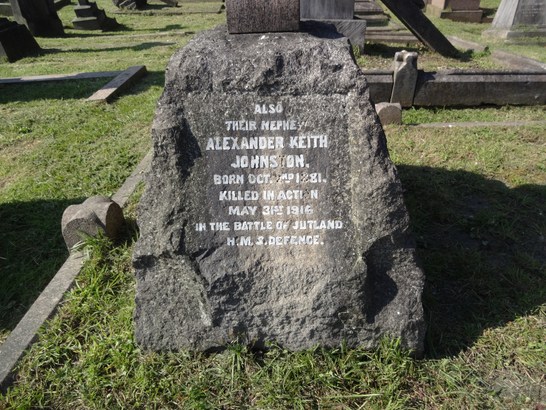 ALSO
THEIR NEPHEW
ALEXANDER KEITH
JOHNSTON.
BORN OCT. 1881.
KILLED IN ACTION
MAY 31ST 1916
IN THE BATTLE OF JUTLAND
H.M.S. DEFENCE.